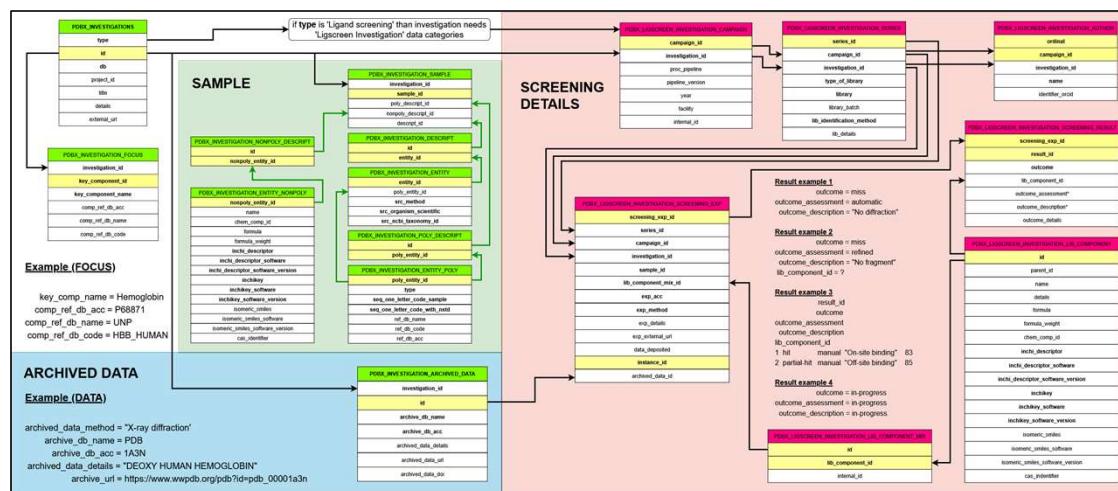 PDBX_INVESTIGATIONS
type
id
db
project_id
title
details
external_url
if type is 'Ligand screening' than investigation needs
'Ligscreen Investigation' data categories
PDBX_INVESTIGATION_FOCUS
investigation_id
key_component_id
key_component_name
comp_ref_db_acc
comp_ref_db_name
comp_ref_db_code
Example (FOCUS)
key_comp_name = Hemoglobin
comp_ref_db_acc = P68871
comp_ref_db_name = UNP
comp_ref_db_code = HBB_HUMAN
SAMPLE
PDBX_INVESTIGATION_SAMPLE
investigation_id
sample_id
poly_descript_id
nonpoly_descript_id
descript_id
PDBX_INVESTIGATION_NONPOLY_DESCRIPT
id
nonpoly_entity_id
PDBX_INVESTIGATION_DESCRIPT
id
entity_id
PDBX_INVESTIGATION_ENTITY
entity_id
poly_entity_id
src_method
src_organism_scientific
src_ncbi_taxonomy_id
PDBX_INVESTIGATION_ENTITY_NONPOLY
nonpoly_entity_id
name
chem_comp_id
formula
formula_weight
inchi_descriptor
inchi_descriptor_software
inchi_descriptor_software_version
inchikey
inchikey_software
inchikey_software_version
isomeric_smiles
isomeric_smiles_software
isomeric_smiles_software_version
cas_identifier
PDBX_INVESTIGATION_POLY_DESCRIPT
id
poly_entity_id
PDBX_INVESTIGATION_ENTITY_POLY
poly_entity_id
type
seq_one_letter_code_sample
seq_one_letter_code_with_nstd
ref_db_name
ref_db_code
ref_db_acc
ARCHIVED DATA
Example (DATA)
archived_data_method = "X-ray diffraction'
archive_db_name = PDB
archive_db_acc = 1A3N
archived_data_details = "DEOXY HUMAN HEMOGLOBIN"
archive_url = https://www.wwpdb.org/pdb?id=pdb_00001a3n
PDBX_INVESTIGATION_ARCHIVED_DATA
investigation_id
id
archive_db_name
archive_db_acc
archived_data_details
archived_data_url
archived_data_doi
SCREENING
DETAILS
PDBX_LIGSCREEN_INVESTIGATION_CAMPAIGN
campaign_id
investigation_id
proc_pipeline
pipeline_version
year
facility
internal_id
PDBX_LIGSCREEN_INVESTIGATION_SERIES
series_id
campaign_id
investigation_id
type_of_library
library
library_batch
lib_identification_method
lib_details
PDBX_LIGSCREEN_INVESTIGATION_AUTHOR
ordinal
campaign_id
investigation_id
name
identifier_orcid
PDBX_LIGSCREEN_INVESTIGATION_SCREENING_RESULT
screening_exp_id
result_id
outcome
lib_component_id
outcome_assessment*
outcome_description*
outcome_details
PDBX_LIGSCREEN_INVESTIGATION_SCREENING_EXP
screening_exp_id
series_id
campaign_id
investigation_id
sample_id
lib_component_mix_id
exp_acc
exp_method
exp_details
exp_external_url
data_deposited
instance_id
archived_data_id
Result example 1
outcome = miss
outcome_assessment = automatic
outcome_description = "No diffraction"
Result example 2
outcome = miss
outcome_assessment = refined
outcome_description = "No fragment"
lib_component_id = ?
Result example 3
result_id
outcome
outcome_assessment
outcome_description
lib_component_id
1 hit manual "On-site binding" 83
2 partial-hit manual "Off-site binding" 85
Result example 4
outcome = in-progress
outcome_assessment = in-progress
outcome_description = in-progress
PDBX_LIGSCREEN_INVESTIGATION_LIB_COMPONENT
id
parent_id
name
details
formula
formula_weight
chem_comp_id
inchi_descriptor
inchi_descriptor_software
inchi_descriptor_software_version
inchikey
inchikey_software
inchikey_software_version
isomeric_smiles
isomeric_smiles_software
isomeric_smiles_software_version
cas_indentifier
PDBX_LIGSCREEN_INVESTIGATION_LIB_COMPONENT_MIX
id
lib_component_id
internal_id